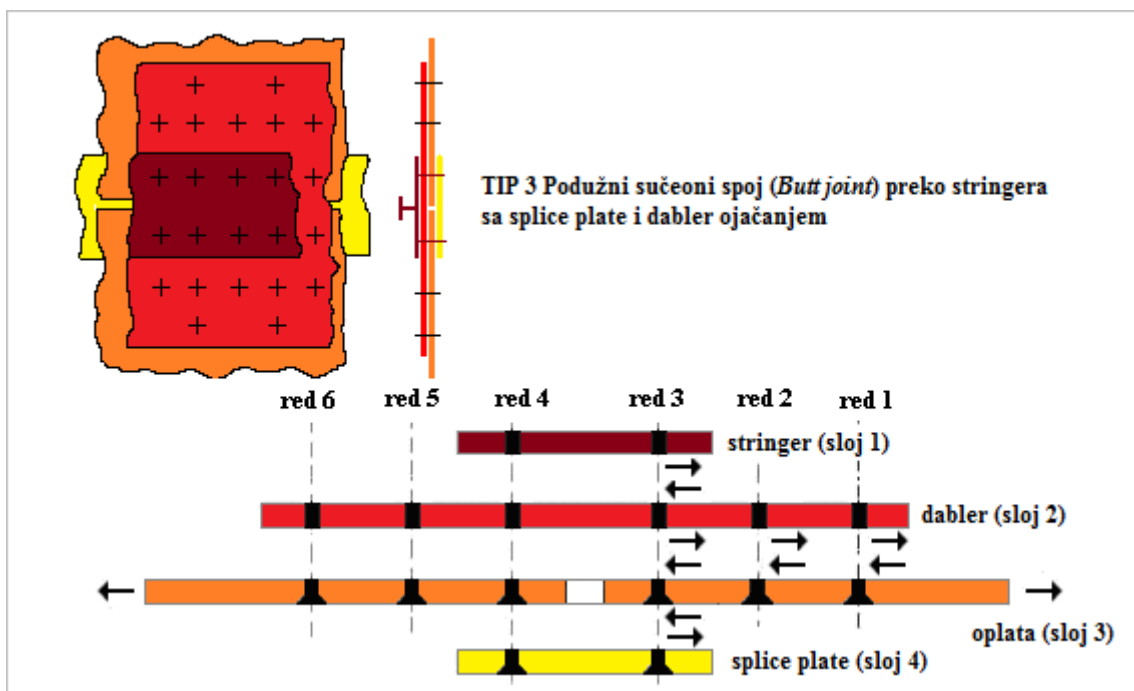 TIP 3 Podužni sučeoni spoj (Butt joint) preko stringera
sa splice plate i dabler ojačanjem
red 6 red 5 red 4 red 3 red 2 red 1
stringer (sloj 1)
dabler (sloj 2)
oplata (sloj 3)
splice plate (sloj 4)